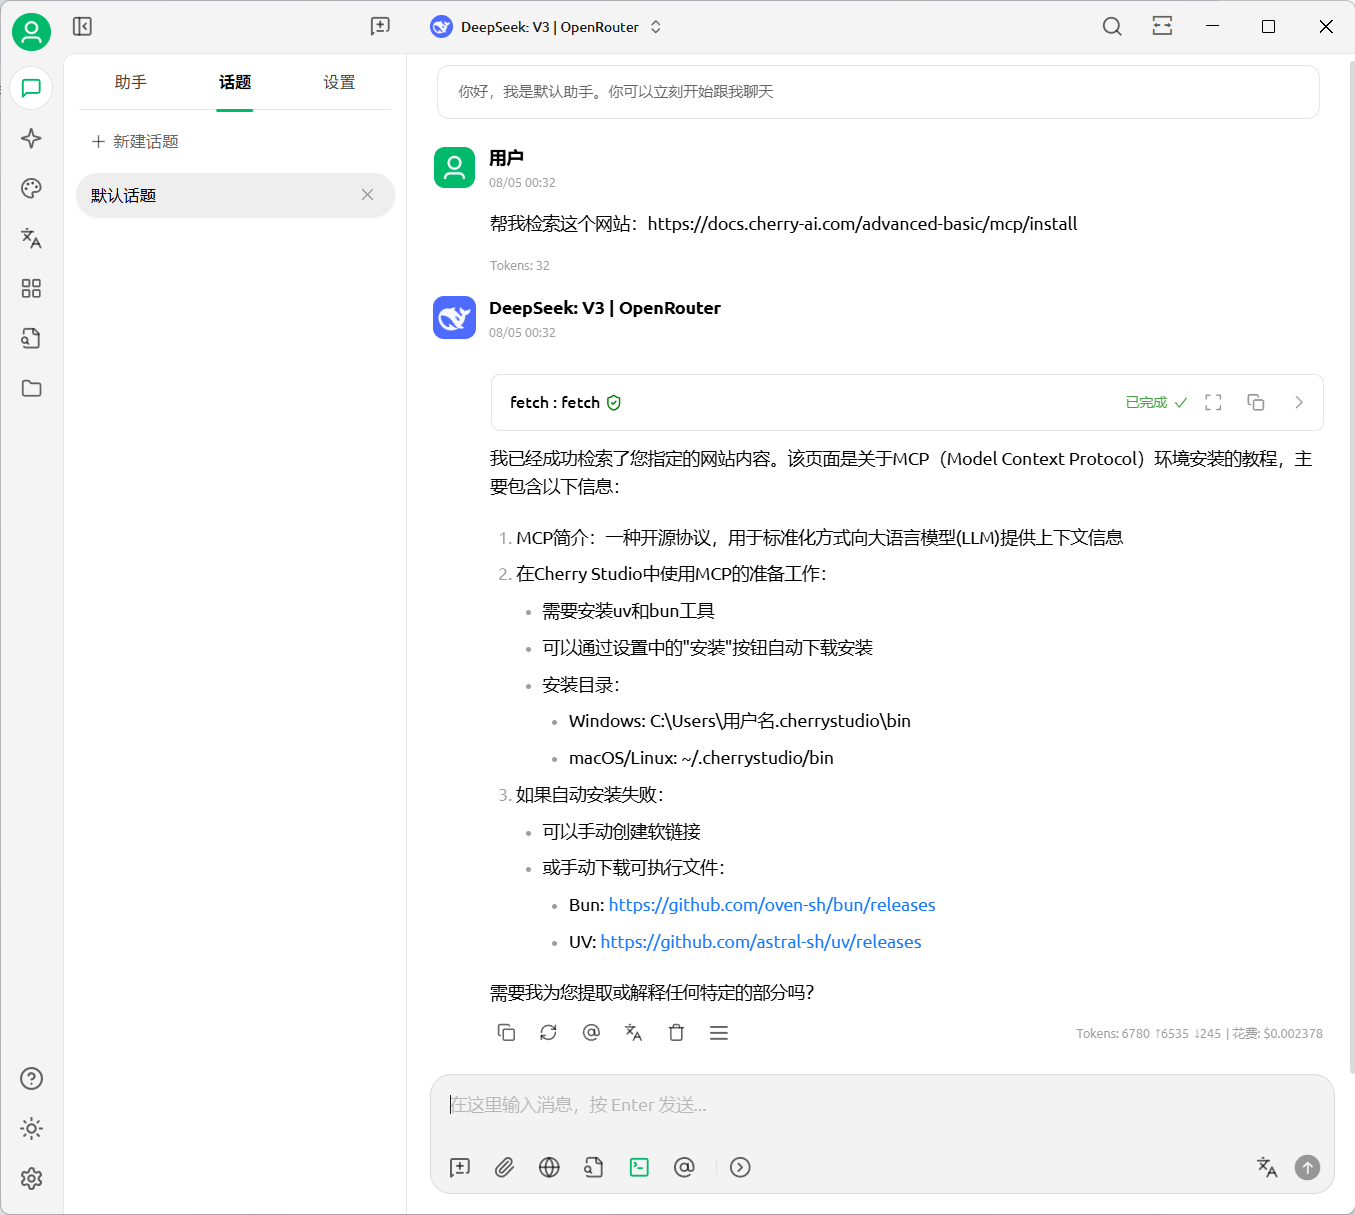 DeepSeek: V3 | OpenRouter
助手
话题
设置
新建话题
默认话题
你好，我是默认助手。你可以立刻开始跟我聊天
用户
08/05 00:32
帮我检索这个网站：https://docs.cherry-ai.com/advanced-basic/mcp/install
Tokens: 32
DeepSeek: V3 | OpenRouter
08/05 00:32
fetch : fetch
已完成
我已经成功检索了您指定的网站内容。该页面是关于MCP（Model Context Protocol）环境安装的教程，主
要包含以下信息：
1. MCP简介：一种开源协议，用于标准化方式向大语言模型(LLM)提供上下文信息
2. 在Cherry Studio中使用MCP的准备工作：
• 需要安装uv和bun工具
• 可以通过设置中的"安装"按钮自动下载安装
• 安装目录：
• Windows: C:\Users\用户名.cherrystudio\bin
• macOS/Linux: ~/.cherrystudio/bin
3. 如果自动安装失败：
• 可以手动创建软链接
• 或手动下载可执行文件：
• Bun: https://github.com/oven-sh/bun/releases
• UV: https://github.com/astral-sh/uv/releases
需要我为您提取或解释任何特定的部分吗？
Tokens: 6780 ↑6535 ↓245 | 花费: $0.002378
在这里输入消息，按 Enter 发送...